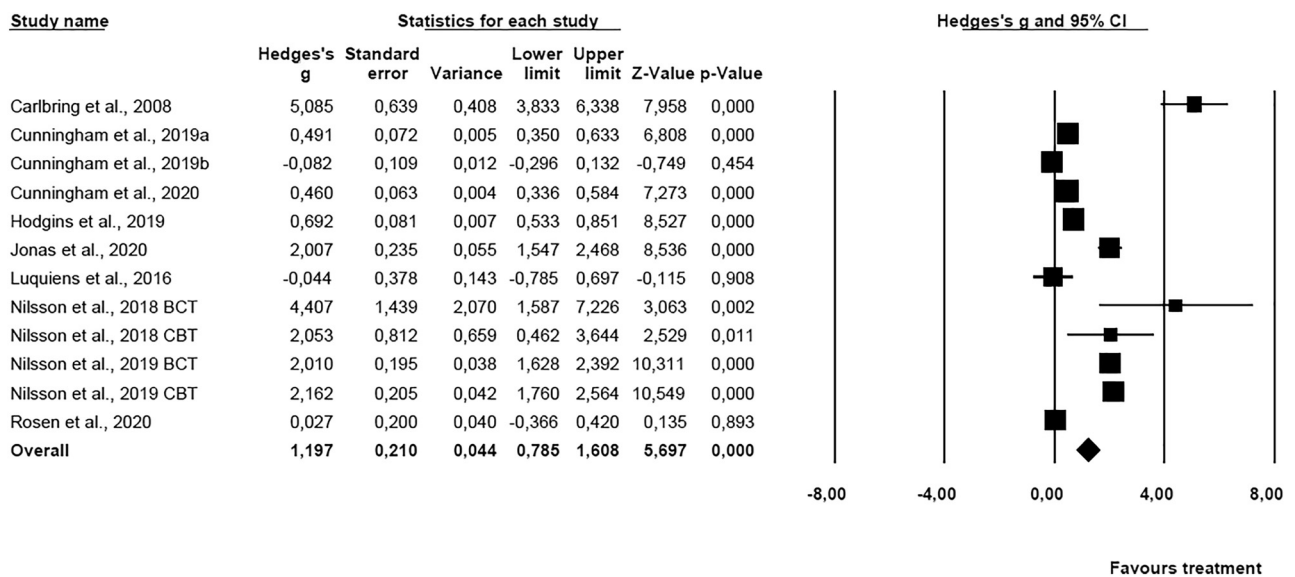 Study name Statistics for each study Hedges's g and 95% CI
Hedges's Standard Lower Upper
g error Variance limit limit Z-Value p-Value
Carlbring et al., 2008 5,085 0,639 0,408 3,833 6,338 7,958 0,000
Cunningham et al., 2019a 0,491 0,072 0,005 0,350 0,633 6,808 0,000
Cunningham et al., 2019b -0,082 0,109 0,012 -0,296 0,132 -0,749 0,454
Cunningham et al., 2020 0,460 0,063 0,004 0,336 0,584 7,273 0,000
Hodgins et al., 2019 0,692 0,081 0,007 0,533 0,851 8,527 0,000
Jonas et al., 2020 2,007 0,235 0,055 1,547 2,468 8,536 0,000
Luquiens et al., 2016 -0,044 0,378 0,143 -0,785 0,697 -0,115 0,908
Nilsson et al., 2018 BCT 4,407 1,439 2,070 1,587 7,226 3,063 0,002
Nilsson et al., 2018 CBT 2,053 0,812 0,659 0,462 3,644 2,529 0,011
Nilsson et al., 2019 BCT 2,010 0,195 0,038 1,628 2,392 10,311 0,000
Nilsson et al., 2019 CBT 2,162 0,205 0,042 1,760 2,564 10,549 0,000
Rosen et al., 2020 0,027 0,200 0,040 -0,366 0,420 0,135 0,893
Overall 1,197 0,210 0,044 0,785 1,608 5,697 0,000
-8,00 -4,00 0,00 4,00 8,00
Favours treatment